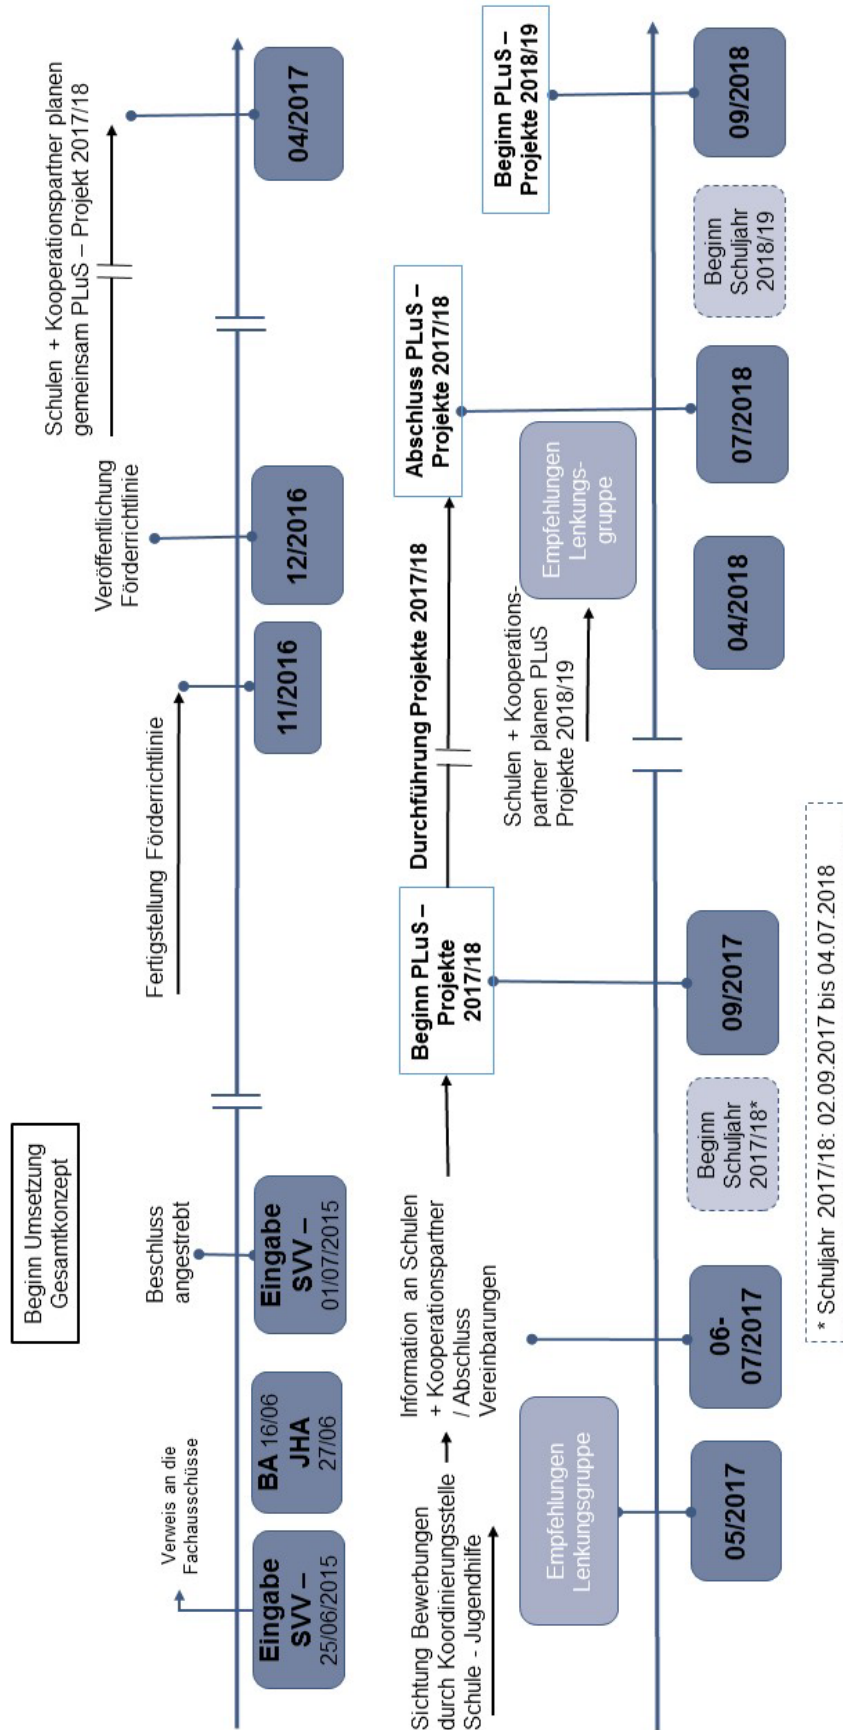 Beginn Umsetzung
Gesamtkonzept
Verweis an die
Fachausschüsse
Beschluss
angestrebt
Fertigstellung Förderrichtlinie
Veröffentlichung
Förderrichtlinie
Schulen + Kooperationspartner planen
gemeinsam PLuS – Projekt 2017/18
Eingabe
SVV –
25/06/2015
BA 16/06
JHA
27/06
Eingabe
SVV –
01/07/2015
11/2016
12/2016
04/2017
Sichtung Bewerbungen
durch Koordinierungsstelle
Schule - Jugendhilfe
Information an Schulen
+ Kooperationspartner
/ Abschluss
Vereinbarungen
Beginn PLuS –
Projekte
2017/18
Durchführung Projekte 2017/18
Abschluss PLuS –
Projekte 2017/18
Beginn PLuS –
Projekte 2018/19
Empfehlungen
Lenkungsgruppe
Schulen + Kooperations-
partner planen PLuS
Projekte 2018/19
Empfehlungen
Lenkungs-
gruppe
05/2017
06-
07/2017
Beginn
Schuljahr
2017/18*
09/2017
04/2018
07/2018
Beginn
Schuljahr
2018/19
09/2018
* Schuljahr 2017/18: 02.09.2017 bis 04.07.2018